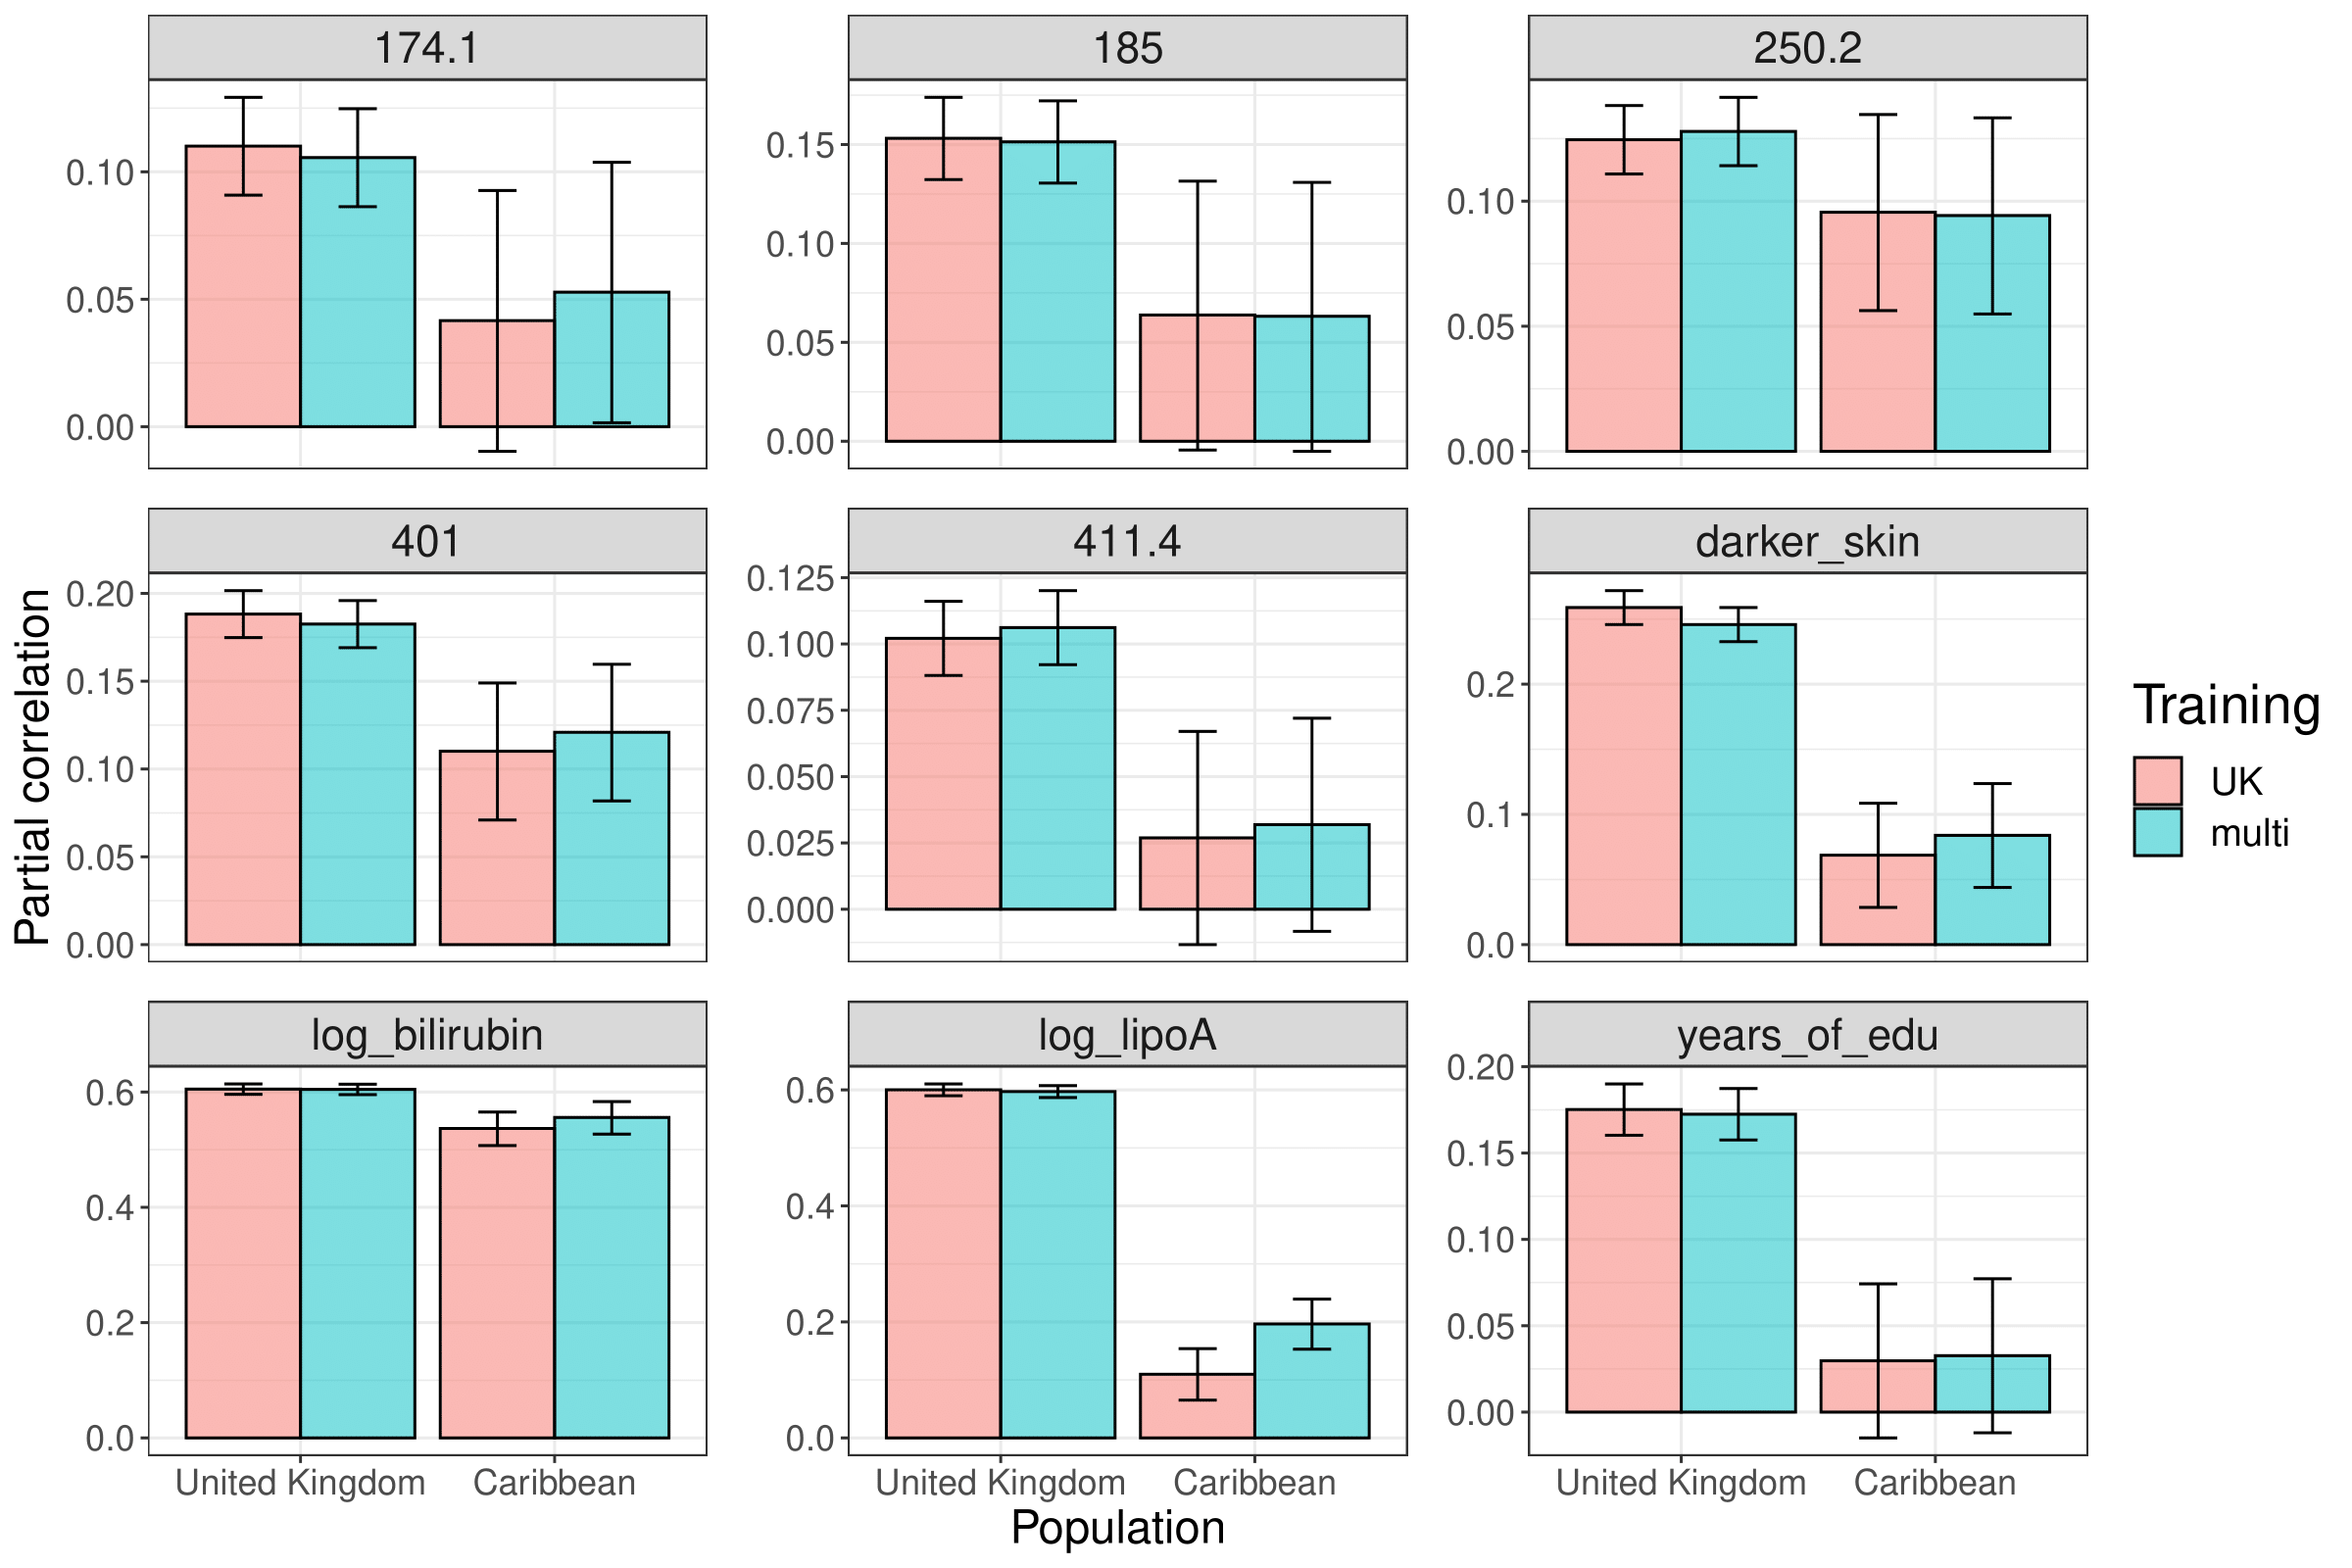 174.1
185
250.2
0.10
0.05
0.00
0.15
0.10
0.05
0.00
0.10
0.05
0.00
401
411.4
darker_skin
0.20
0.15
0.10
0.05
0.00
0.125
0.100
0.075
0.050
0.025
0.000
0.2
0.1
0.0
Partial correlation
Training
UK
multi
log_bilirubin
log_lipoA
years_of_edu
0.6
0.4
0.2
0.0
0.6
0.4
0.2
0.0
0.20
0.15
0.10
0.05
0.00
United Kingdom
Caribbean
United Kingdom
Caribbean
United Kingdom
Caribbean
Population